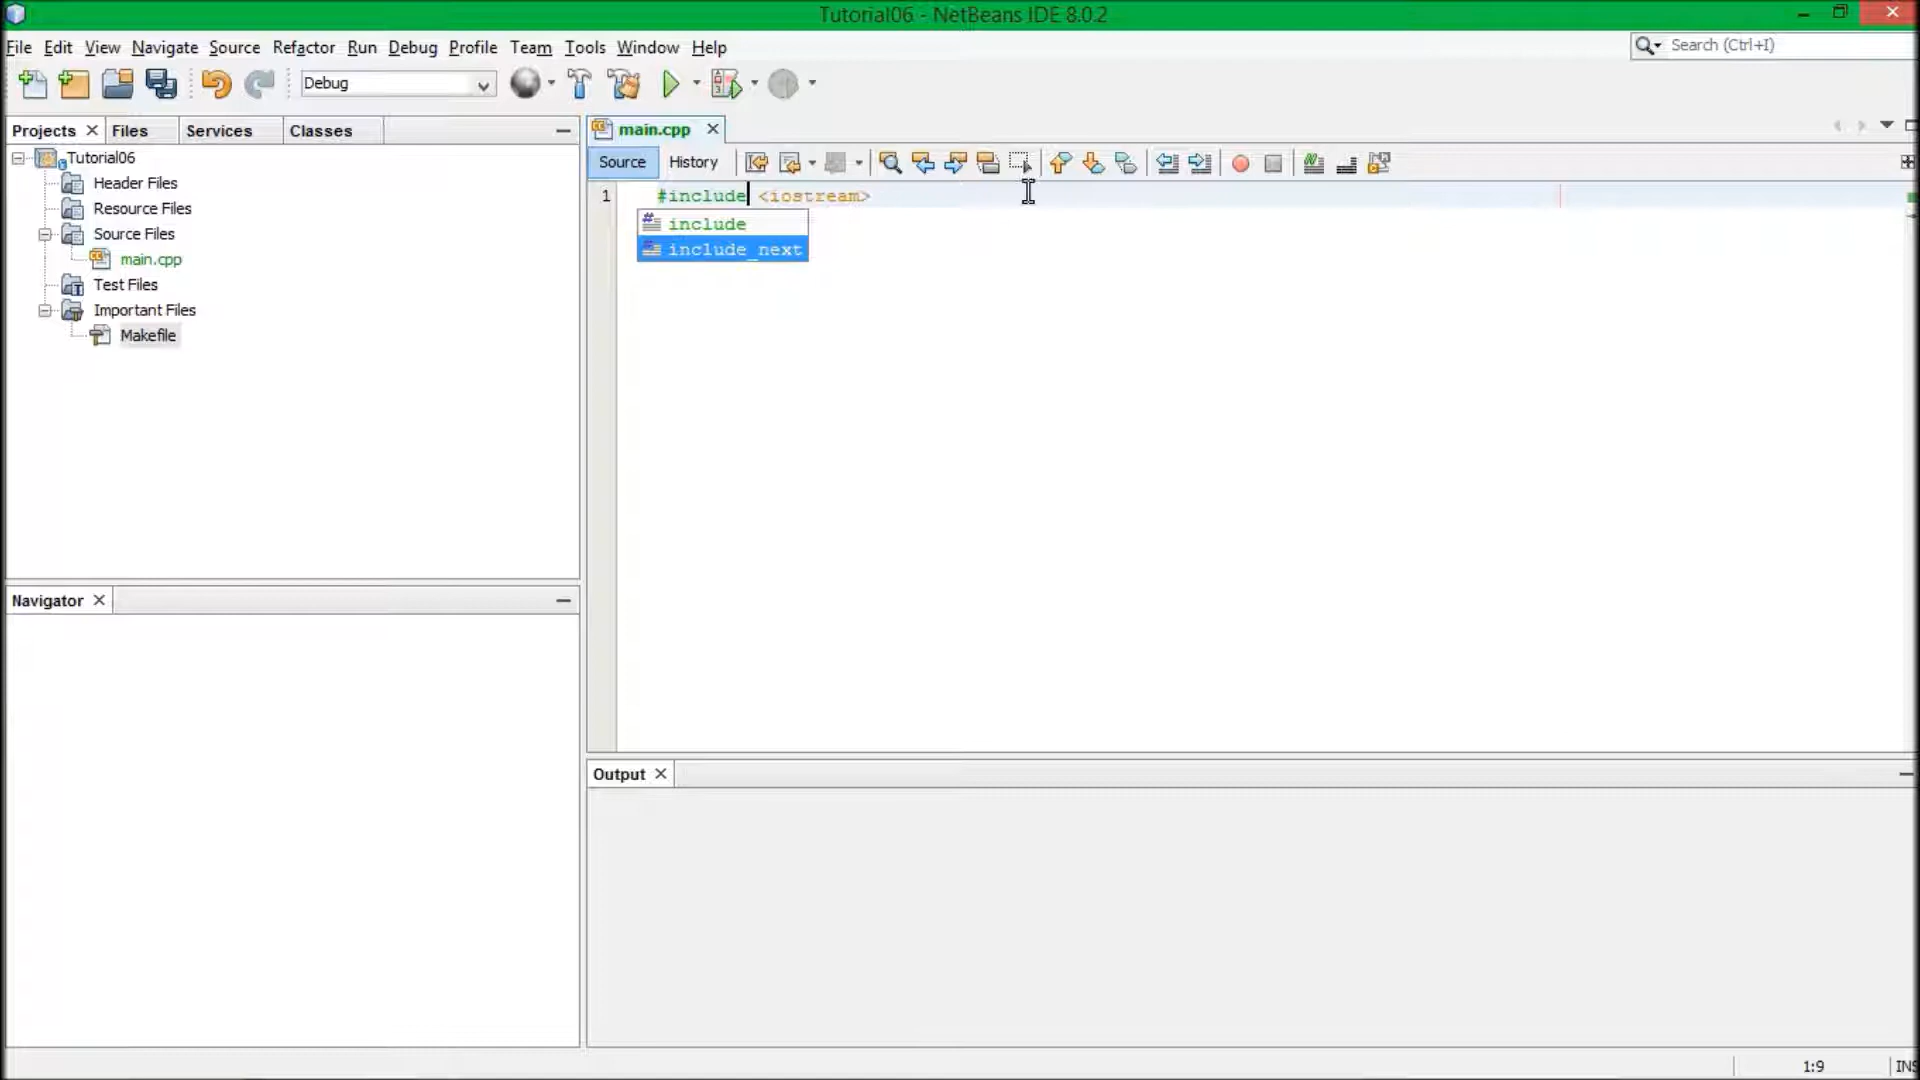 Tutorial06 - NetBeans IDE 8.0.2
File Edit View Navigate Source Refactor Run Debug Profile Team Tools Window Help
Search (Ctrl+I)
Debug
Projects Files Services Classes
Tutorial06
Header Files
Resource Files
Source Files
main.cpp
Test Files
Important Files
Makefile
Navigator
main.cpp
Source History
1 #include <iostream>
include
include_next
Output
1:9 INS